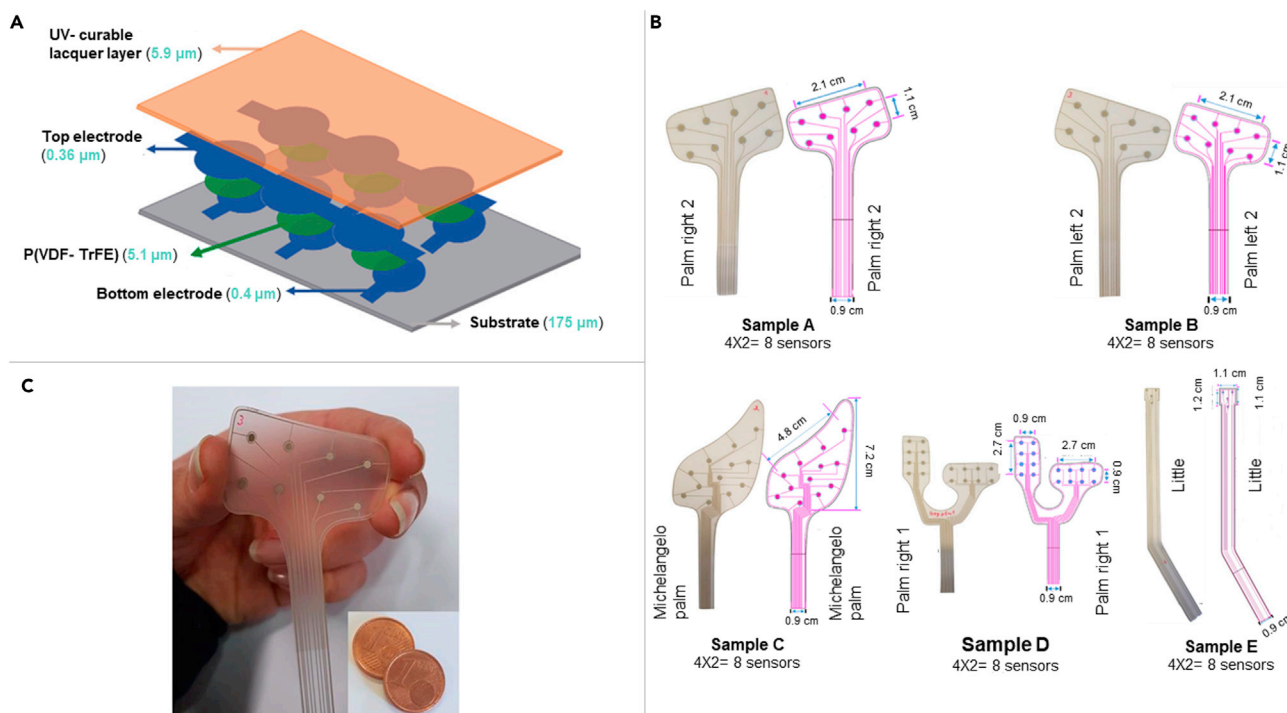 A
UV- curable
lacquer layer (5.9 µm)
Top electrode
(0.36 µm)
P(VDF- TrFE) (5.1 µm)
Bottom electrode (0.4 µm)
Substrate (175 µm)
B
Palm right 2
2.1 cm
1.1 cm
Palm right 2
0.9 cm
Sample A
4X2= 8 sensors
3
Palm left 2
2.1 cm
1.1 cm
Palm left 2
0.9 cm
Sample B
4X2= 8 sensors
Michelangelo
palm
4.8 cm
7.2 cm
Michelangelo
palm
0.9 cm
Sample C
4X2= 8 sensors
Palm right 1
0.9 cm
2.7 cm
2.7 cm
0.9 cm
Palm right 1
0.9 cm
Sample D
4X2= 8 sensors
1.1 cm
1.2 cm
1.1 cm
Little
Little
0.9 cm
Sample E
4X2= 8 sensors
C
3
1